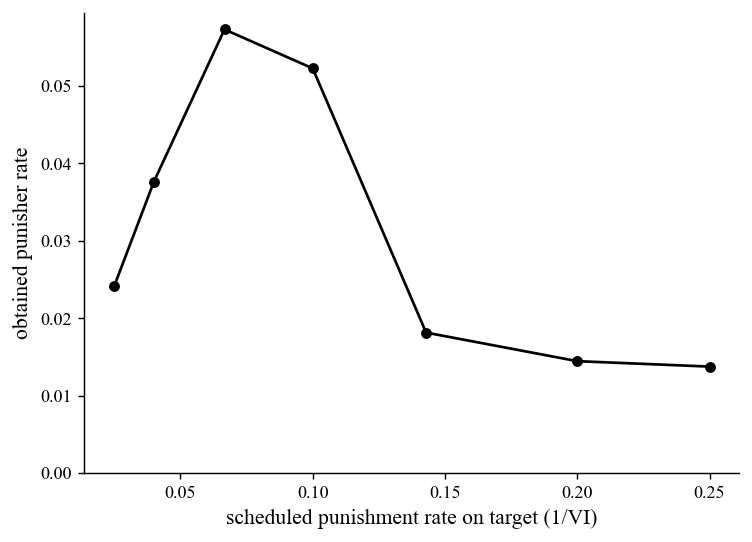 obtained punisher rate
0.05
0.04
0.03
0.02
0.01
0.00
0.05 0.10 0.15 0.20 0.25
scheduled punishment rate on target (1/VI)